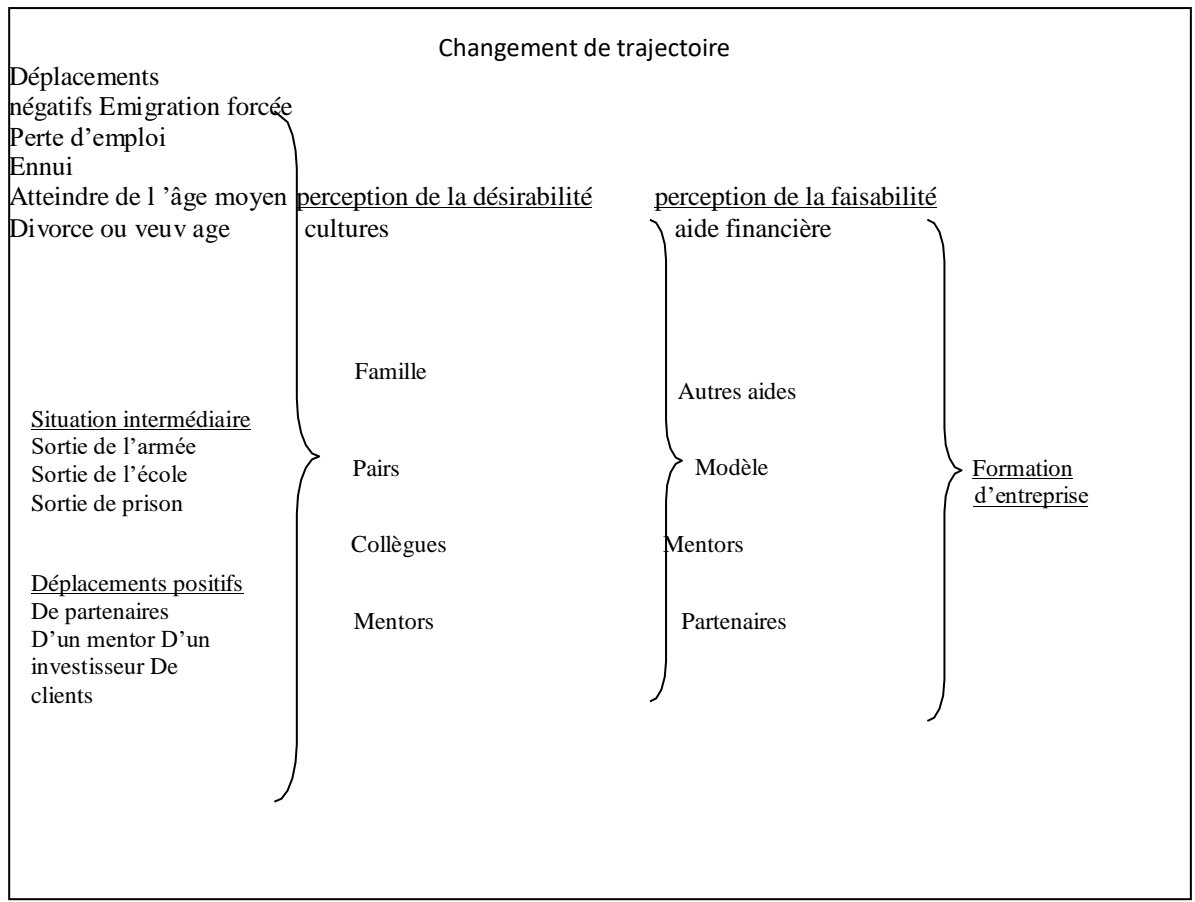 Changement de trajectoire
Déplacements
négatifs Emigration forcée
Perte d’emploi
Ennui
Atteindre de l ’âge moyen perception de la désirabilité perception de la faisabilité
Divorce ou veuv age cultures aide financière
Famille
Autres aides
Situation intermédiaire
Sortie de l’armée
Sortie de l’école Pairs Modèle Formation
Sortie de prison d’entreprise
Collègues Mentors
Déplacements positifs
De partenaires Mentors Partenaires
D’un mentor D’un
investisseur De
clients